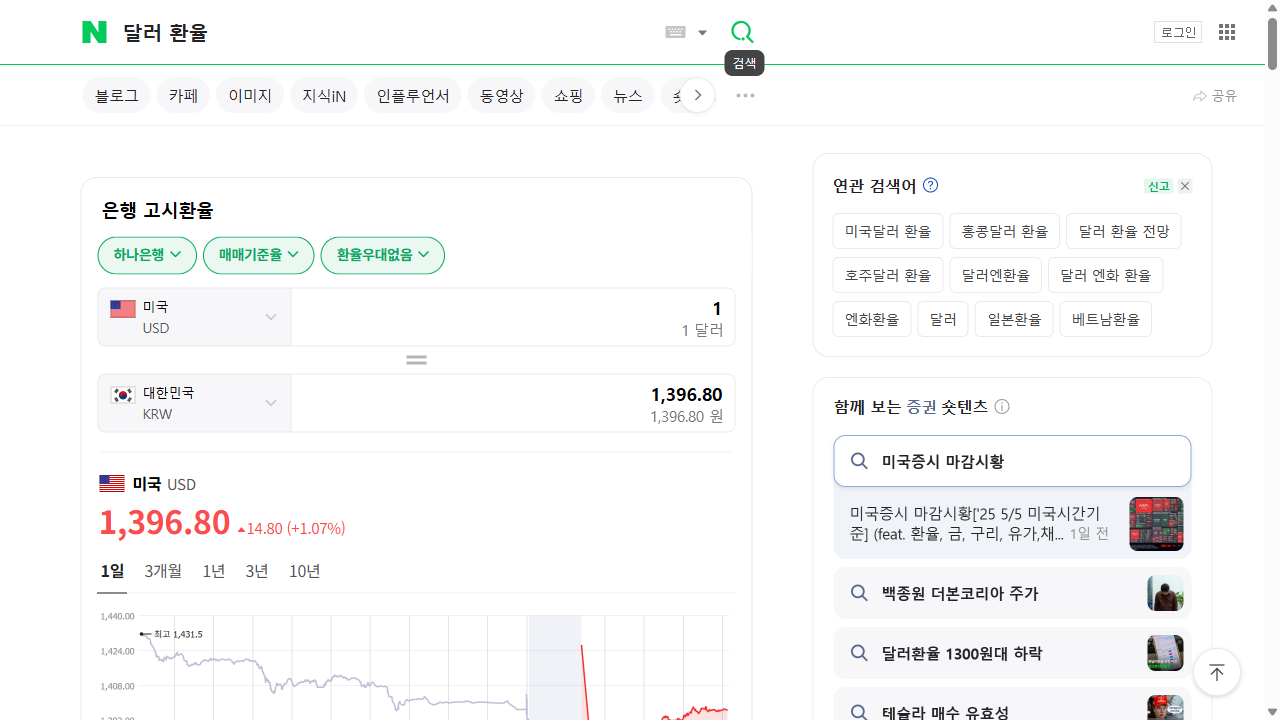 N 달러 환율
로그인
검색
블로그 카페 이미지 지식iN 인플루언서 동영상 쇼핑 뉴스
공유
은행 고시환율
하나은행 매매기준율 환율우대없음
미국
USD
1
1 달러
대한민국
KRW
1,396.80
1,396.80 원
미국 USD
1,396.80 14.80 (+1.07%)
1일 3개월 1년 3년 10년
1,440.00
최고 1,431.5
1,424.00
1,408.00
연관 검색어 ?
신고
미국달러 환율 홍콩달러 환율 달러 환율 전망
호주달러 환율 달러엔환율 달러 엔화 환율
엔화환율 달러 일본환율 베트남환율
함께 보는 증권 숏텐츠
미국증시 마감시황
미국증시 마감시황['25 5/5 미국시간기
준] (feat. 환율, 금, 구리, 유가,채... 1일 전
백종원 더본코리아 주가
달러환율 1300원대 하락
테슬라 매수 유효성